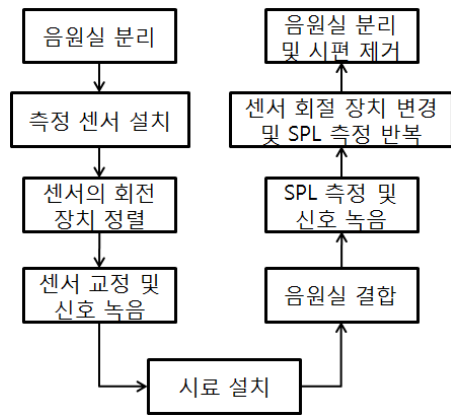 음원실 분리
측정 센서 설치
센서의 회전
장치 정렬
센서 교정 및
신호 녹음
시료 설치
음원실 결합
SPL 측정 및
신호 녹음
센서 회절 장치 변경
및 SPL 측정 반복
음원실 분리
및 시편 제거